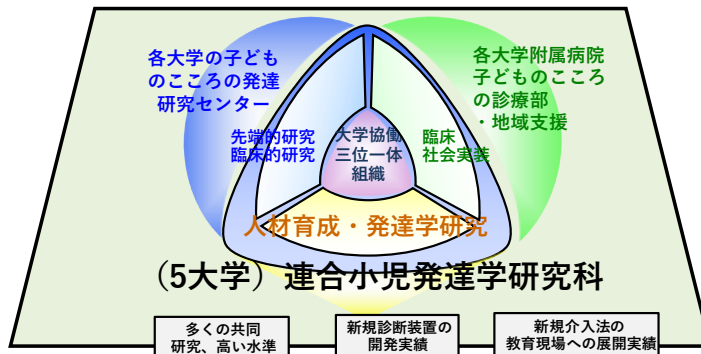 各大学の子ども
のこころの発達
研究センター
各大学附属病院
子どものこころ
の診療部
・地域支援
先端的研究
臨床的研究
大学協働
三位一体
組織
臨床
社会実装
人材育成・発達学研究
（5大学）連合小児発達学研究科
多くの共同
研究、高い水準
新規診断装置の
開発実績
新規介入法の
教育現場への展開実績